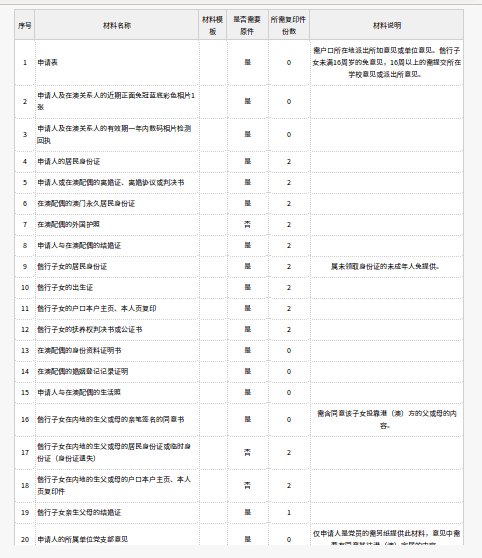 序号 材料名称 材料模板 是否需要原件 所需复印件份数 材料说明
1 申请表 是 0 需户口所在地派出所加意见或单位意见。偕行子女未满16周岁的免意见，16周以上的需提交所在学校意见或派出所意见。
2 申请人及在澳关系人的近期正面免冠蓝底彩色相片1张 是 0
3 申请人及在澳关系人的有效期一年内数码相片检测回执 是 0
4 申请人的居民身份证 是 2
5 申请人或在澳配偶的离婚证、离婚协议或判决书 是 2
6 在澳配偶的澳门永久居民身份证 是 2
7 在澳配偶的外国护照 否 2
8 申请人与在澳配偶的结婚证 是 2
9 偕行子女的居民身份证 是 2 属未领取身份证的未成年人免提供。
10 偕行子女的出生证 是 2
11 偕行子女的户口本户主页、本人页复印 是 2
12 偕行子女的抚养权判决书或公证书 是 2
13 在澳配偶的身份资料证明书 是 0
14 在澳配偶的婚姻登记记录证明 是 0
15 申请人与在澳配偶的生活照 是 0
16 偕行子女在内地的生父或母的亲笔签名的同意书 是 0 需含同意该子女投靠港（澳）方的父或母的内容。
17 偕行子女在内地的生父或母的居民身份证或临时身份证（身份证遗失） 否 2
18 偕行子女在内地的生父或母的户口本户主页、本人页复印件 否 2
19 偕行子女亲生父母的结婚证 是 1
20 申请人的所属单位党支部意见 是 0 仅申请人是党员的需另纸提供此材料，意见中需